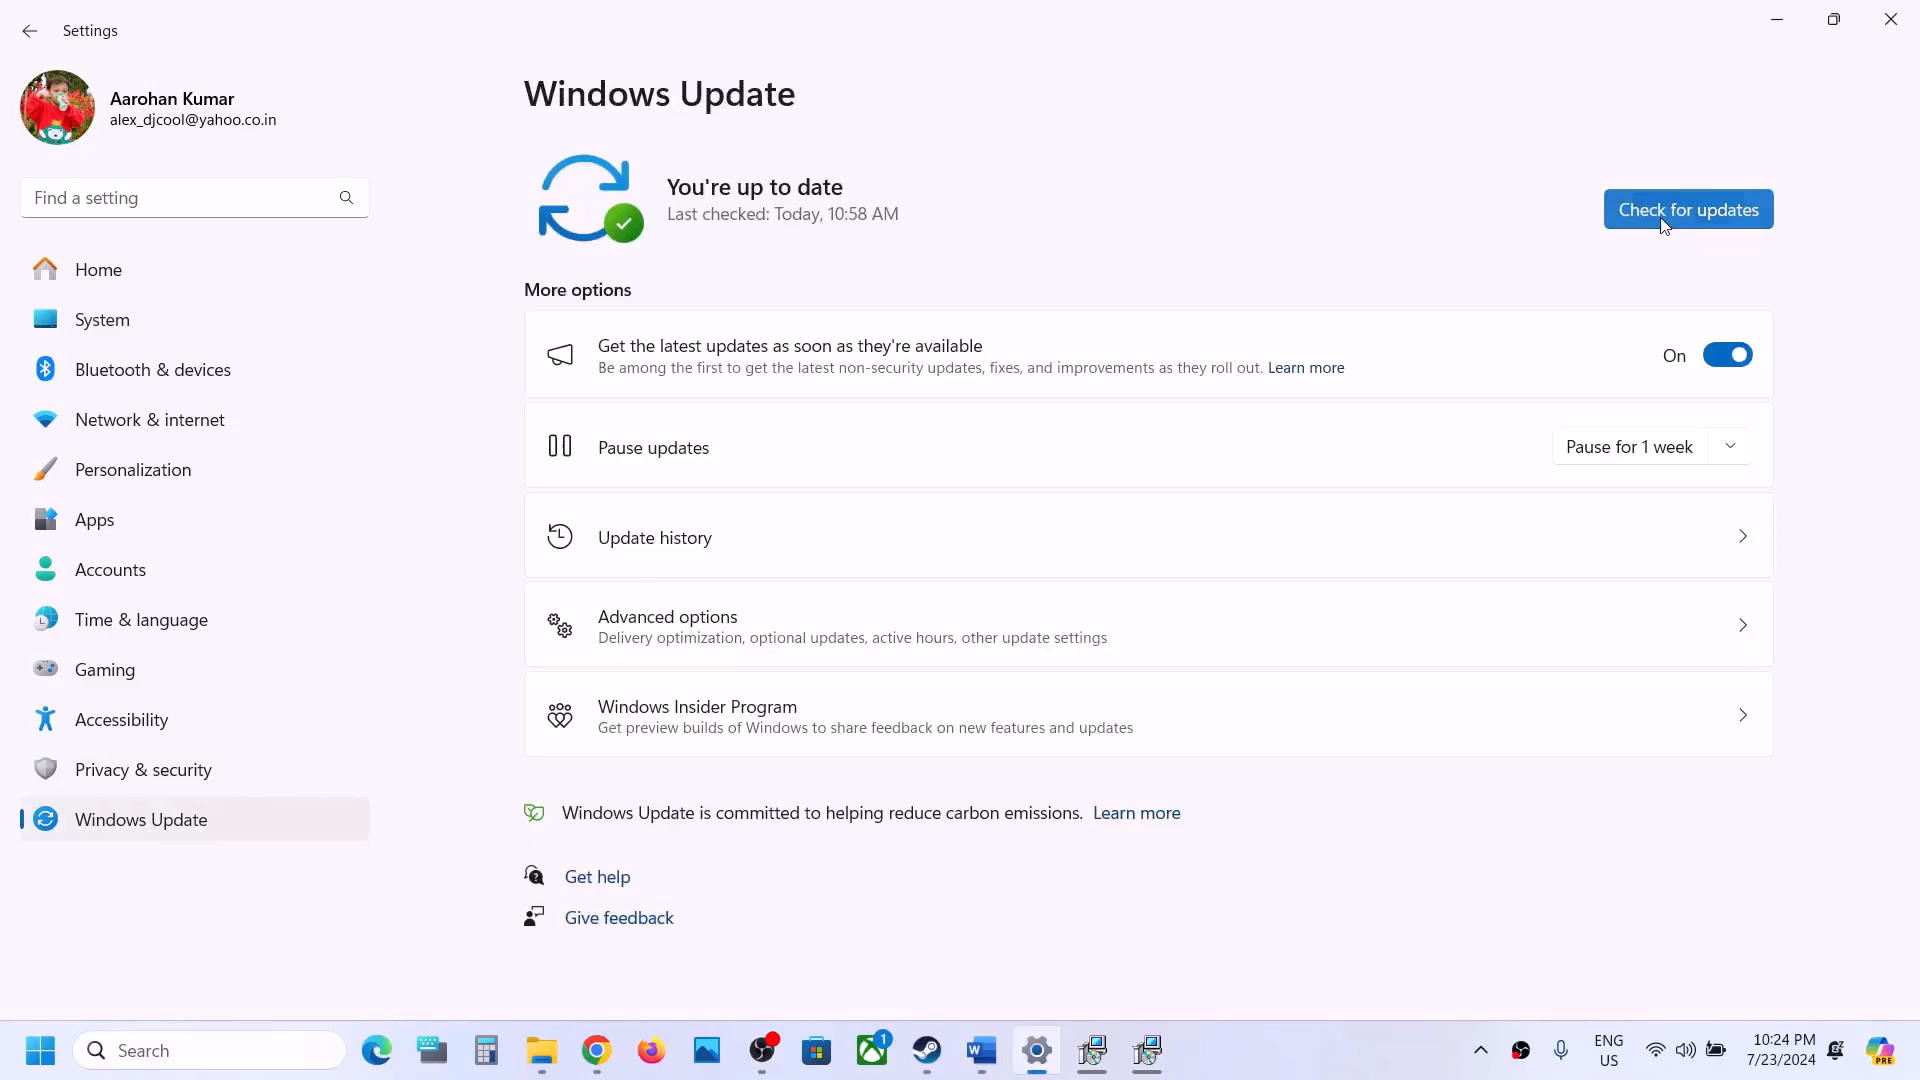 Settings
Aarohan Kumar
alex_djcool@yahoo.co.in
Find a setting
Home
System
Bluetooth & devices
Network & internet
Personalization
Apps
Accounts
Time & language
Gaming
Accessibility
Privacy & security
Windows Update
Windows Update
You're up to date
Last checked: Today, 10:58 AM
Check for updates
More options
Get the latest updates as soon as they're available
Be among the first to get the latest non-security updates, fixes, and improvements as they roll out. Learn more
On
Pause updates
Pause for 1 week
Update history
Advanced options
Delivery optimization, optional updates, active hours, other update settings
Windows Insider Program
Get preview builds of Windows to share feedback on new features and updates
Windows Update is committed to helping reduce carbon emissions. Learn more
Get help
Give feedback
Search
1
W
ENG
US
10:24 PM
7/23/2024
PRE